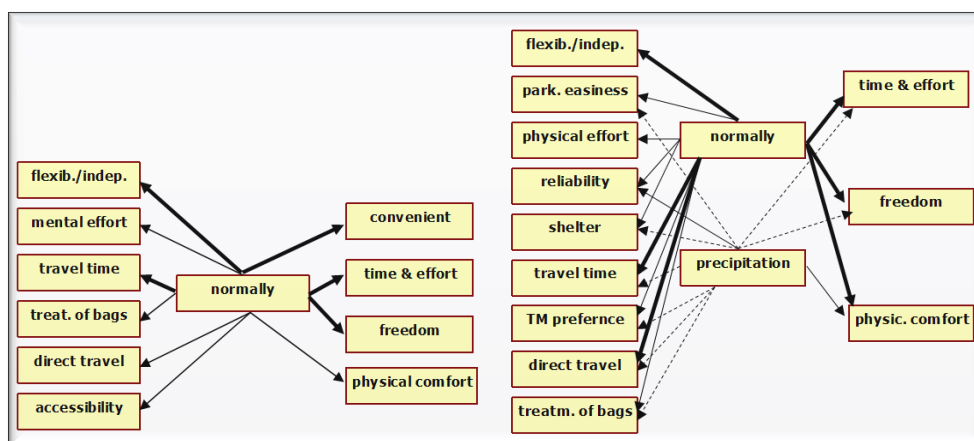 flexib./indep.
mental effort
travel time
treat. of bags
direct travel
accessibility
normally
convenient
time & effort
freedom
physical comfort
flexib./indep.
park. easiness
physical effort
reliability
shelter
travel time
TM prefernce
direct travel
treatm. of bags
normally
precipitation
time & effort
freedom
physic. comfort